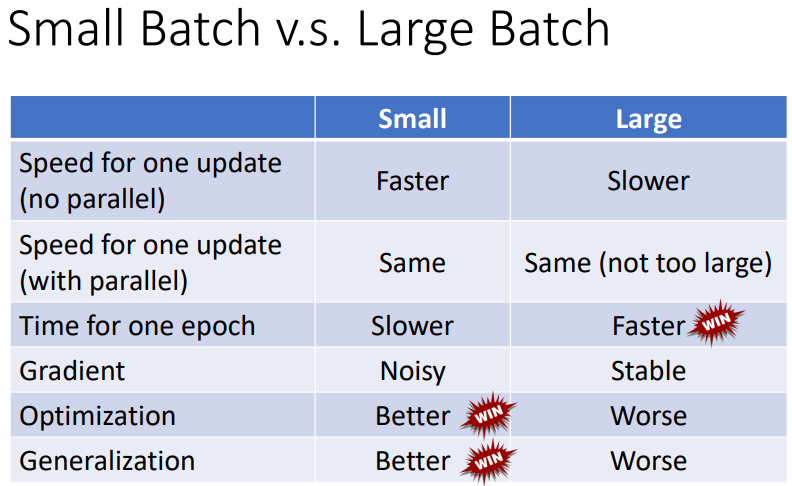 Small Batch v.s. Large Batch
Small Large
Speed for one update
(no parallel) Faster Slower
Speed for one update
(with parallel) Same Same (not too large)
Time for one epoch Slower Faster WIN
Gradient Noisy Stable
Optimization Better WIN Worse
Generalization Better WIN Worse